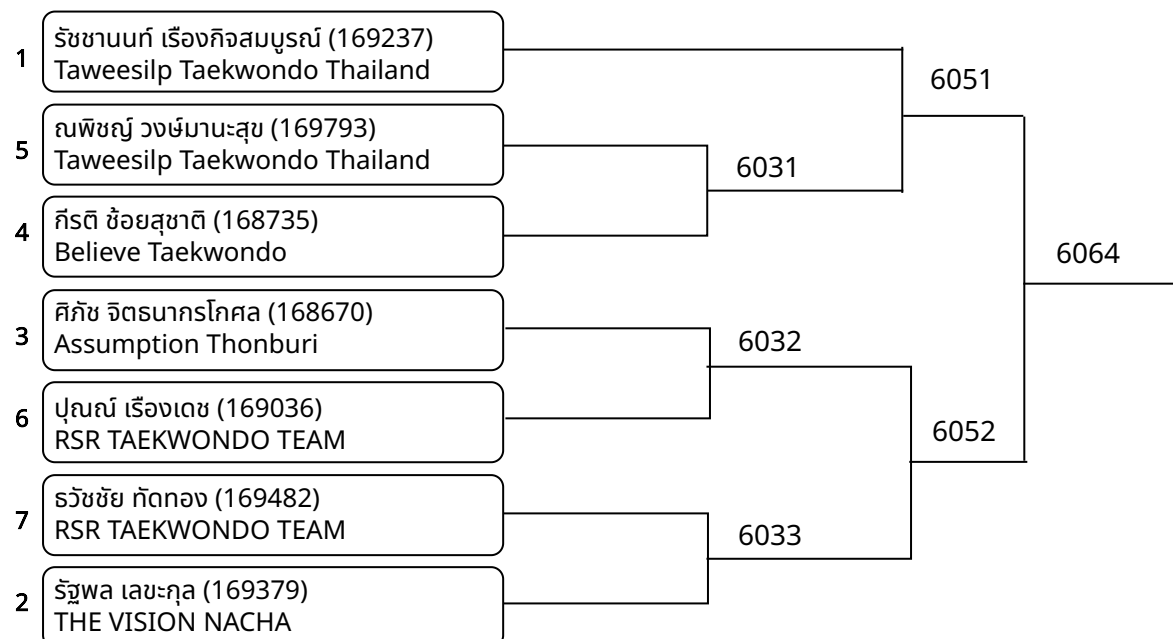 1
รัชชานนท์ เรืองกิจสมบูรณ์ (169237)
Taweesilp Taekwondo Thailand
6051
5
ณพิชญ์ วงษ์มานะสุข (169793)
Taweesilp Taekwondo Thailand
6031
4
กีรติ ช้อยสุชาติ (168735)
Believe Taekwondo
6064
3
ศิภัช จิตธนากรโกศล (168670)
Assumption Thonburi
6032
6
ปุณณ์ เรืองเดช (169036)
RSR TAEKWONDO TEAM
6052
7
ธวัชชัย ทัดทอง (169482)
RSR TAEKWONDO TEAM
6033
2
รัฐพล เลขะกุล (169379)
THE VISION NACHA